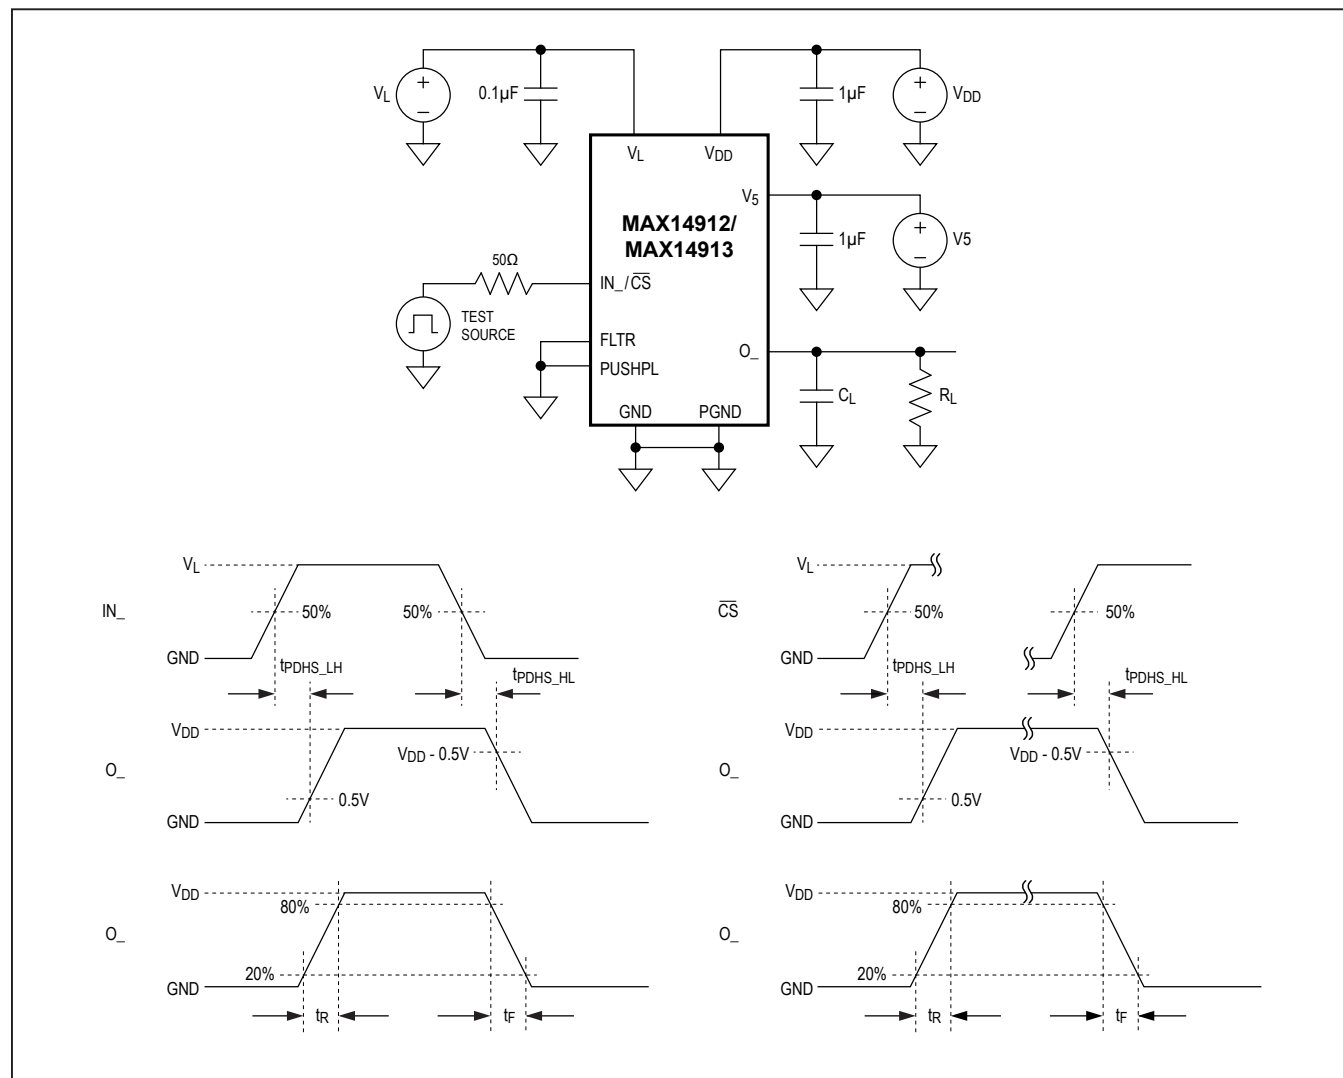 V_L 0.1µF 1µF V_DD
V_L V_DD
V_5
MAX14912/
MAX14913
1µF V5
50Ω
IN_/C̅S̅
TEST
SOURCE
FLTR
PUSHPL
O_
C_L R_L
GND PGND
V_L
IN_ 50% 50%
GND
t_PDHS_LH t_PDHS_HL
V_DD
V_DD - 0.5V
O_
0.5V
GND
V_DD
80%
O_
20%
GND
t_R t_F
V_L
C̅S̅ 50% 50%
GND
t_PDHS_LH t_PDHS_HL
V_DD
V_DD - 0.5V
O_
0.5V
GND
V_DD
80%
O_
20%
GND
t_R t_F